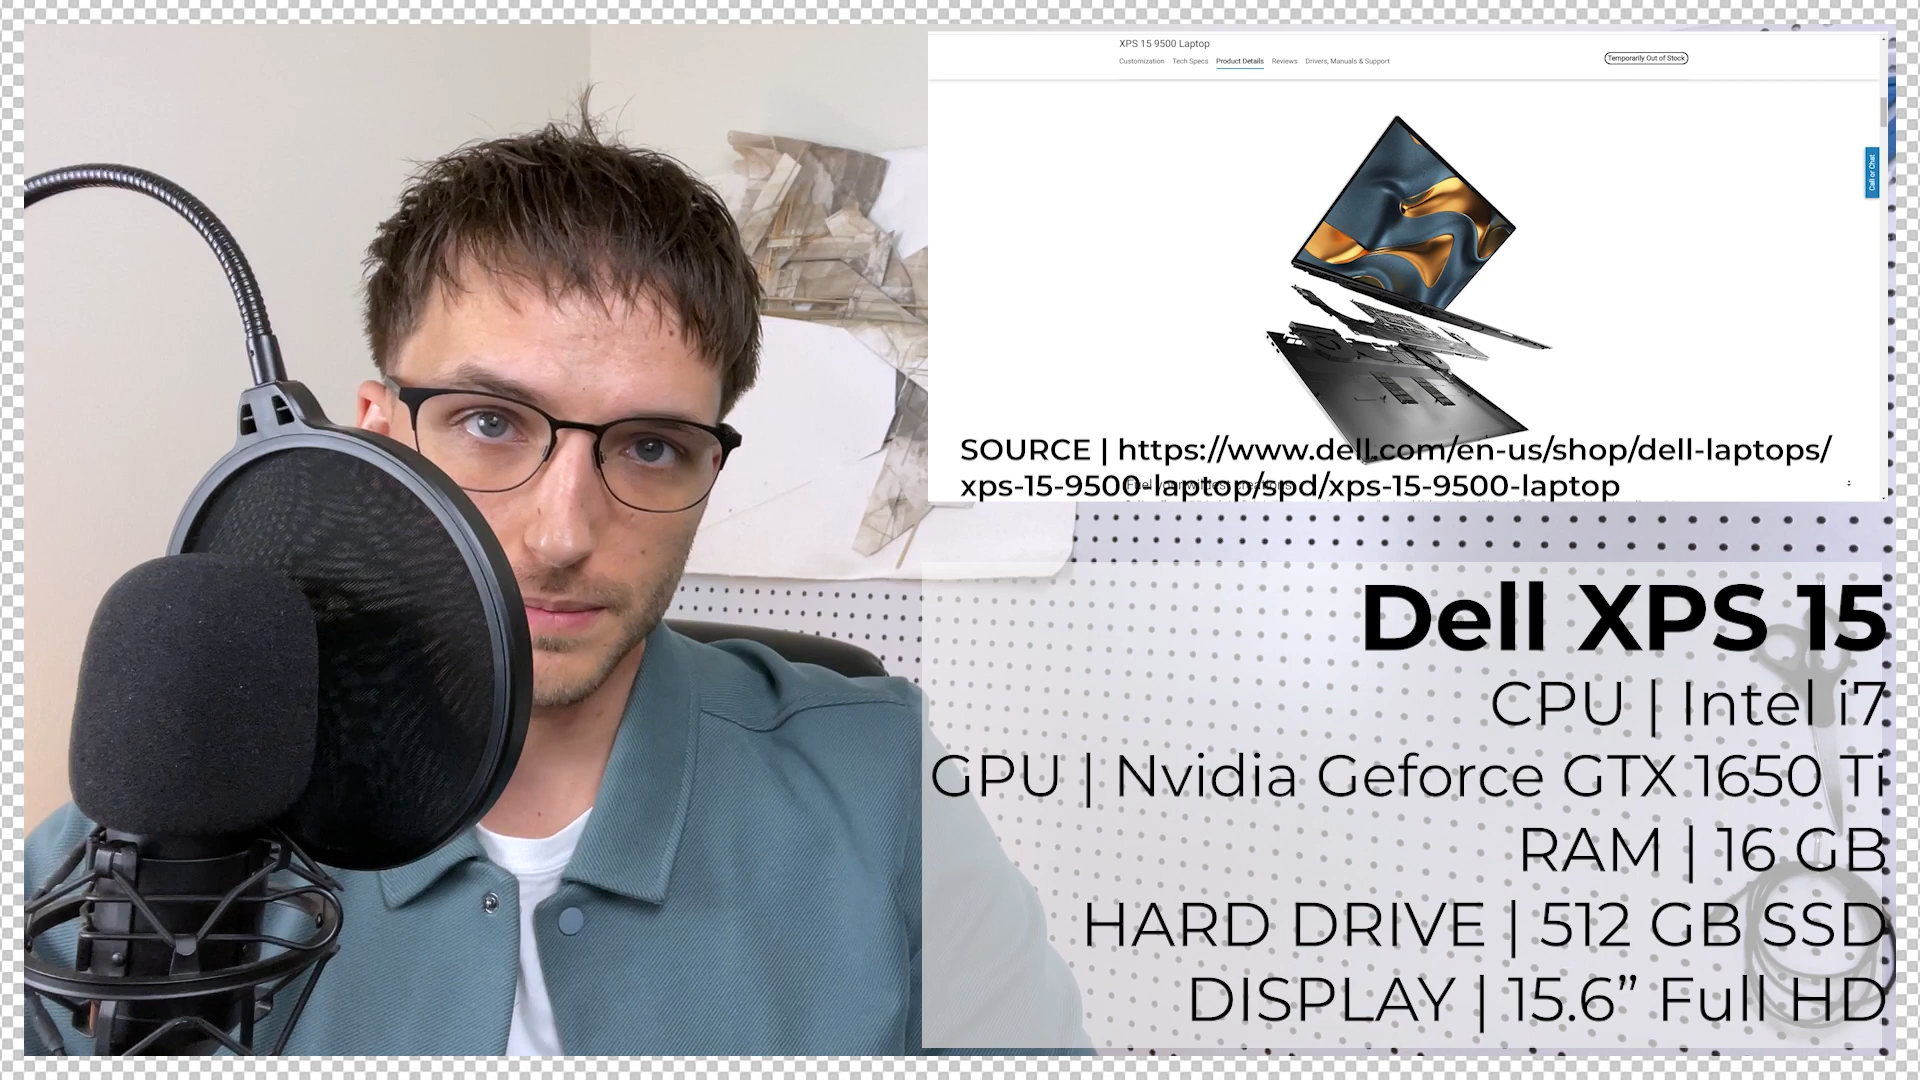 XPS 15 9500 Laptop
Customization Tech Specs Product Details Reviews Drivers, Manuals & Support
Temporarily Out of Stock
Call or Chat
SOURCE | https://www.dell.com/en-us/shop/dell-laptops/
xps-15-9500-laptop/spd/xps-15-9500-laptop
Dell XPS 15
CPU | Intel i7
GPU | Nvidia Geforce GTX 1650 Ti
RAM | 16 GB
HARD DRIVE | 512 GB SSD
DISPLAY | 15.6” Full HD